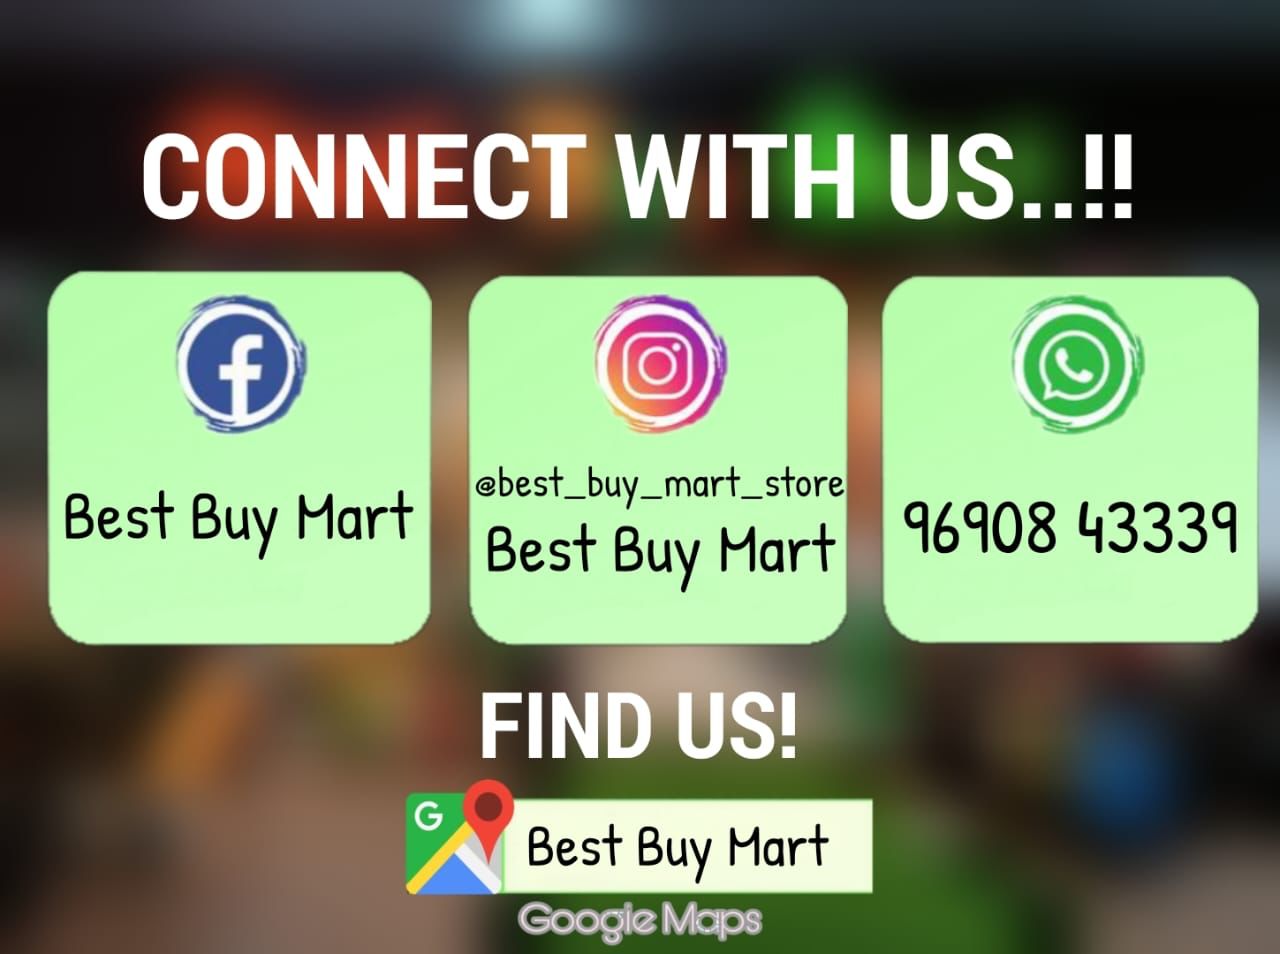 CONNECT WITH US..!!
Best Buy Mart
@best_buy_mart_store
Best Buy Mart
96908 43339
FIND US!
G
Best Buy Mart
Google Maps